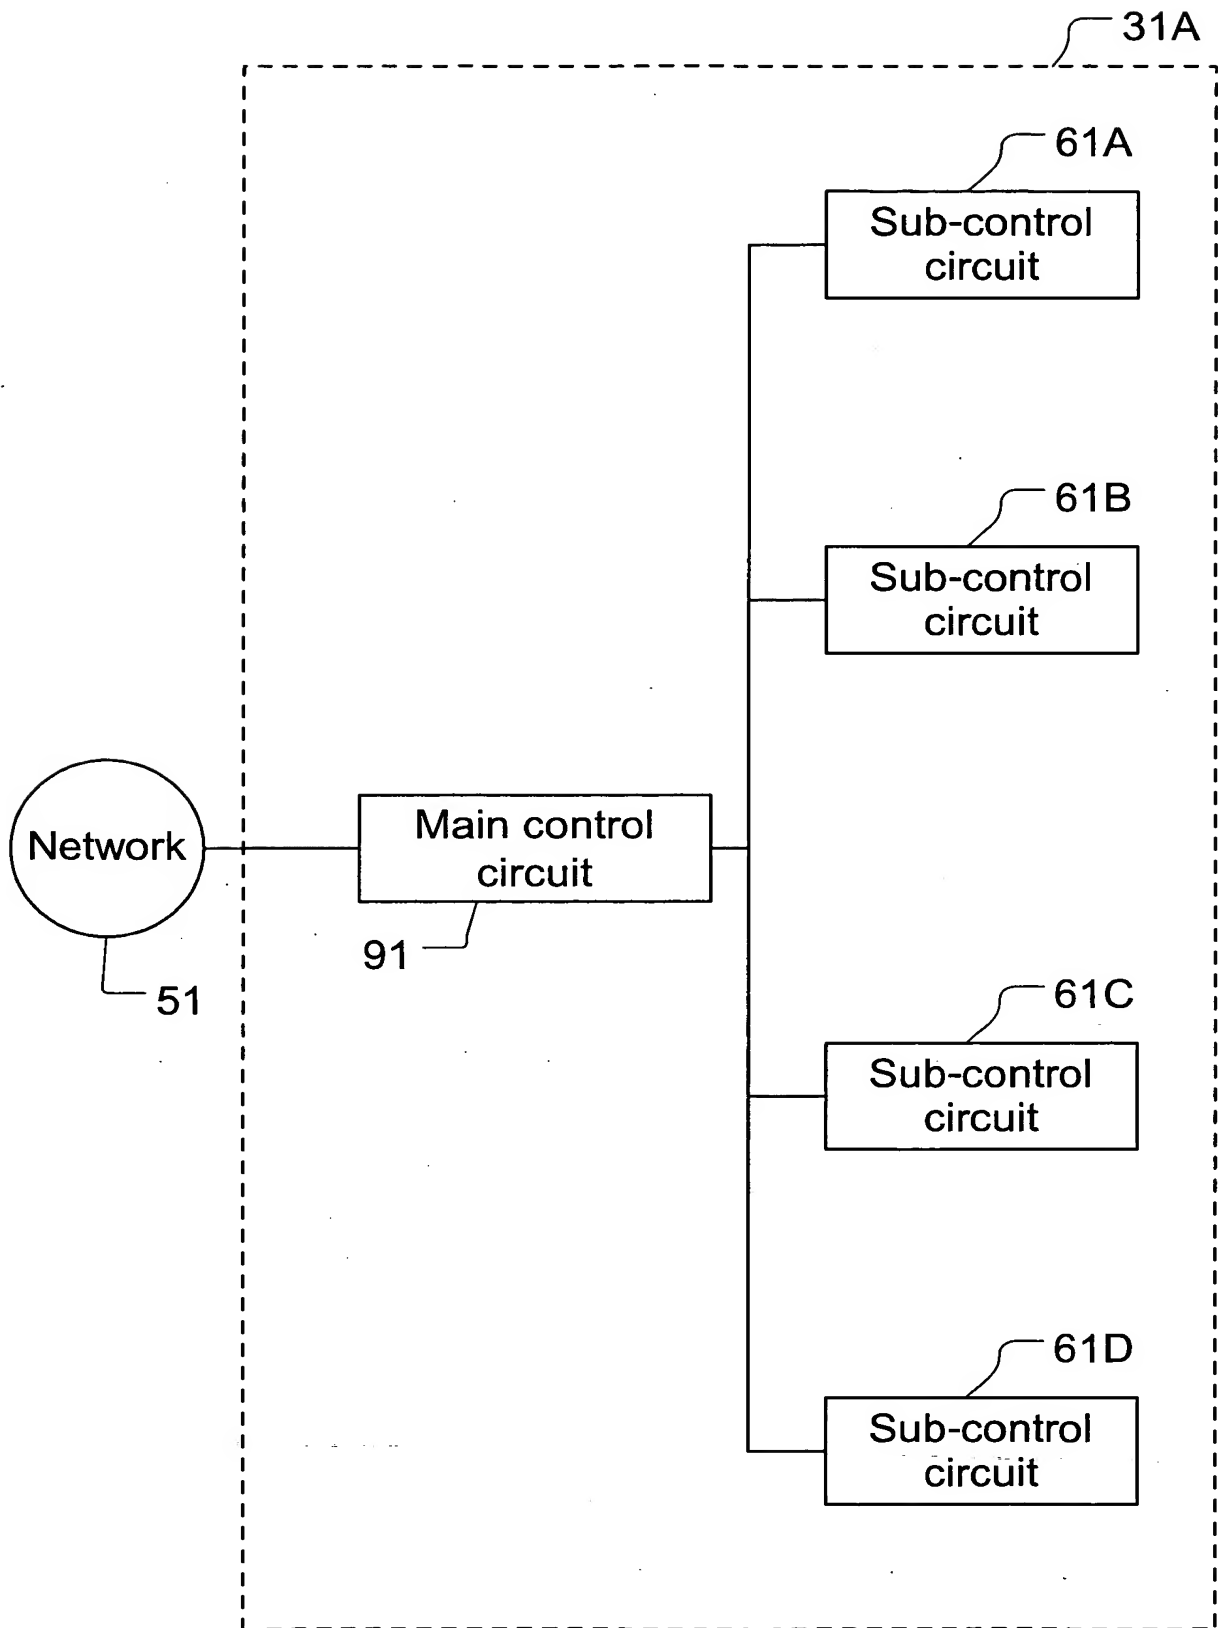 31A
61A
Sub-control
circuit
61B
Sub-control
circuit
Network
Main control
circuit
91
51
61C
Sub-control
circuit
61D
Sub-control
circuit